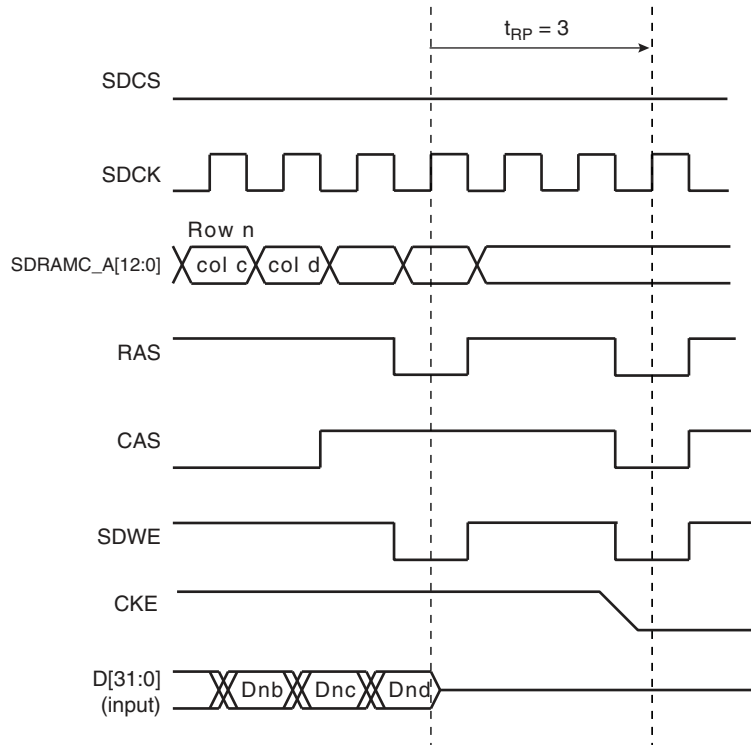 t_RP = 3
SDCS
SDCK
Row n
SDRAMC_A[12:0]
col c
col d
RAS
CAS
SDWE
CKE
D[31:0]
(input)
Dnb
Dnc
Dnd